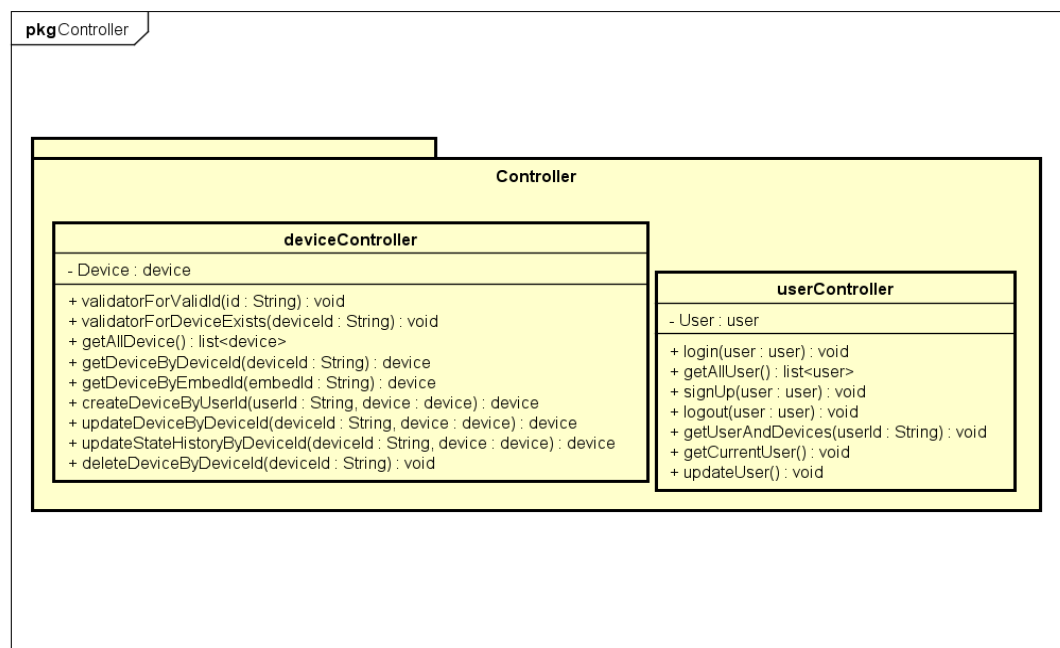 pkg Controller
Controller
deviceController
- Device : device
+ validatorForValidId(id : String) : void
+ validatorForDeviceExists(deviceId : String) : void
+ getAllDevice() : list<device>
+ getDeviceByDeviceId(deviceId : String) : device
+ getDeviceByEmbedId(embedId : String) : device
+ createDeviceByUserId(userId : String, device : device) : device
+ updateDeviceByDeviceId(deviceId : String, device : device) : device
+ updateStateHistoryByDeviceId(deviceId : String, device : device) : device
+ deleteDeviceByDeviceId(deviceId : String) : void
userController
- User : user
+ login(user : user) : void
+ getAllUser() : list<user>
+ signUp(user : user) : void
+ logout(user : user) : void
+ getUserAndDevices(userId : String) : void
+ getCurrentUser() : void
+ updateUser() : void